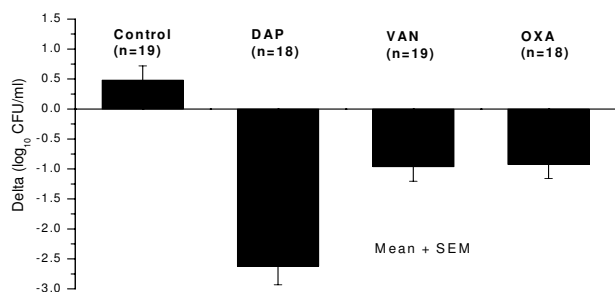 1.5
1.0
0.5
0.0
-0.5
-1.0
-1.5
-2.0
-2.5
-3.0
Delta (log10 CFU/ml)
Control
(n=19)
DAP
(n=18)
VAN
(n=19)
OXA
(n=18)
Mean + SEM